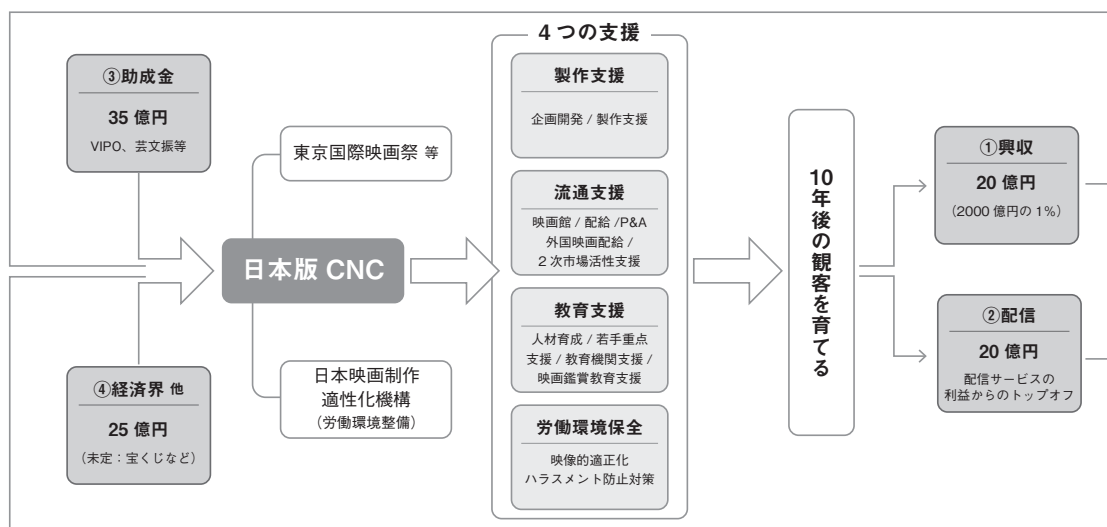 ③助成金
35 億円
VIPO、芸文振等
④経済界 他
25 億円
(未定:宝くじなど)
東京国際映画祭 等
日本版 CNC
日本映画制作
適性化機構
(労働環境整備)
4 つの支援
製作支援
企画開発 / 製作支援
流通支援
映画館 / 配給 /P&A
外国映画配給 /
2 次市場活性支援
教育支援
人材育成 / 若手重点
支援 / 教育機関支援 /
映画鑑賞教育支援
労働環境保全
映像的適正化
ハラスメント防止対策
10年後の観客を育てる
①興収
20 億円
(2000 億円の 1%)
②配信
20 億円
配信サービスの
利益からのトップオフ